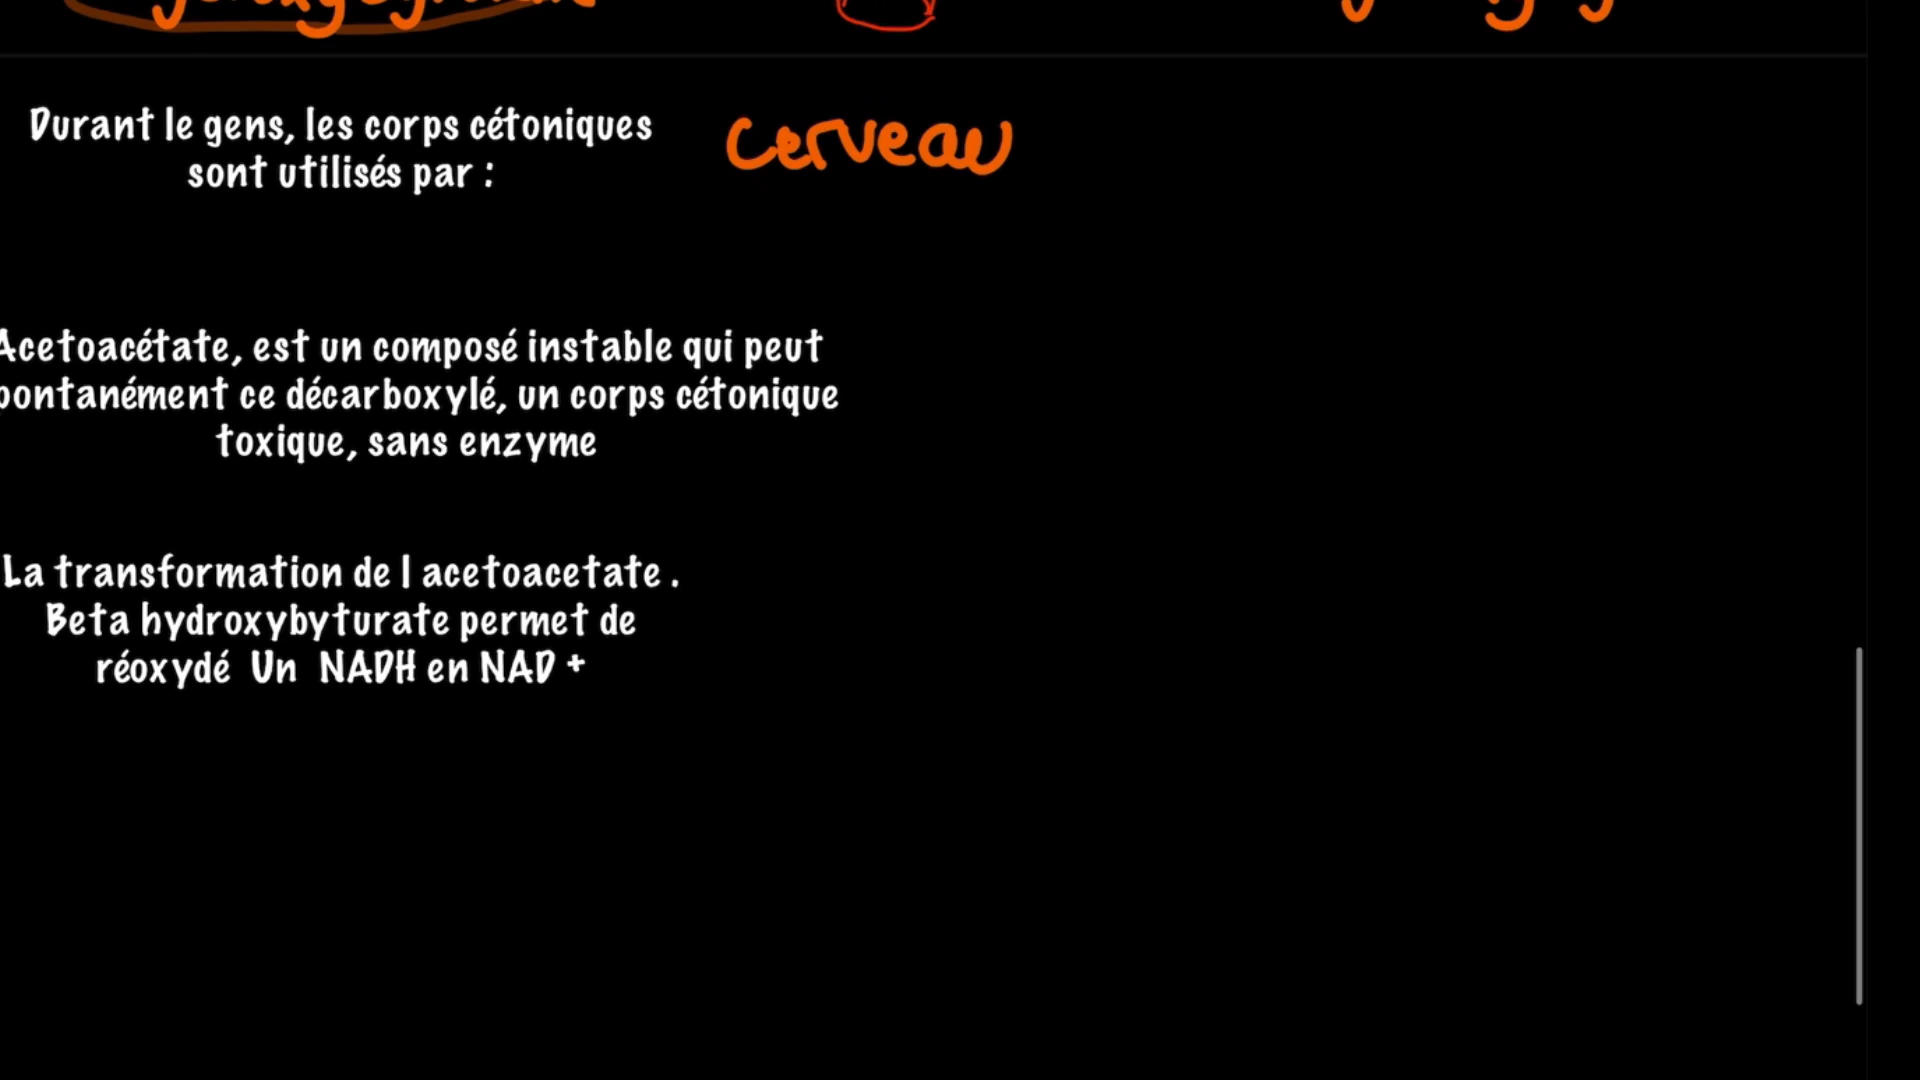 Durant le gens, les corps cétoniques
sont utilisés par :
cerveau
Acetoacétate, est un composé instable qui peut
pontanément ce décarboxylé, un corps cétonique
toxique, sans enzyme
La transformation de l acetoacetate .
Beta hydroxybyturate permet de
réoxydé Un NADH en NAD +